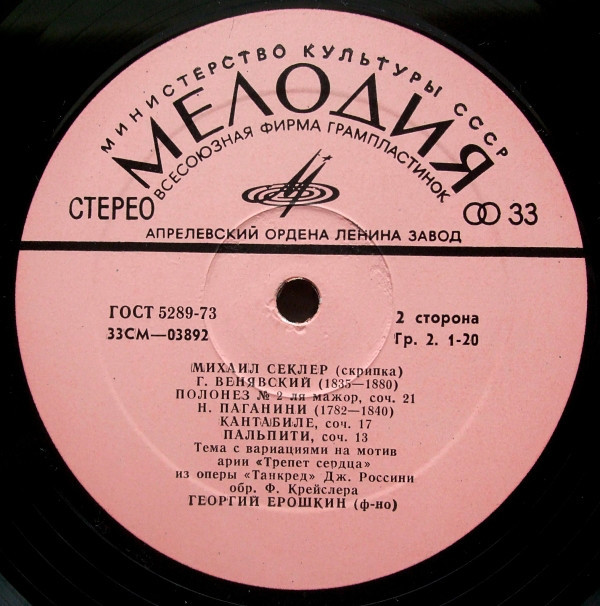 МИНИСТЕРСТВО КУЛЬТУРЫ СССР
МЕЛОДИЯ
ВСЕСОЮЗНАЯ ФИРМА ГРАМПЛАСТИНОК
СТЕРЕО
33
АПРЕЛЕВСКИЙ ОРДЕНА ЛЕНИНА ЗАВОД
ГОСТ 5289-73
33СМ—03892
2 сторона
Гр. 2. 1-20
МИХАИЛ СЕКЛЕР (скрипка)
Г. ВЕНЯВСКИЙ (1835—1880)
ПОЛОНЕЗ № 2 ля мажор, соч. 21
Н. ПАГАНИНИ (1782—1840)
КАНТАБИЛЕ, соч. 17
ПАЛЬПИТИ, соч. 13
Тема с вариациями на мотив
арии «Трепет сердца»
из оперы «Танкред» Дж. Россини
обр. Ф. Крейслера
ГЕОРГИЙ ЕРОШКИН (ф-но)